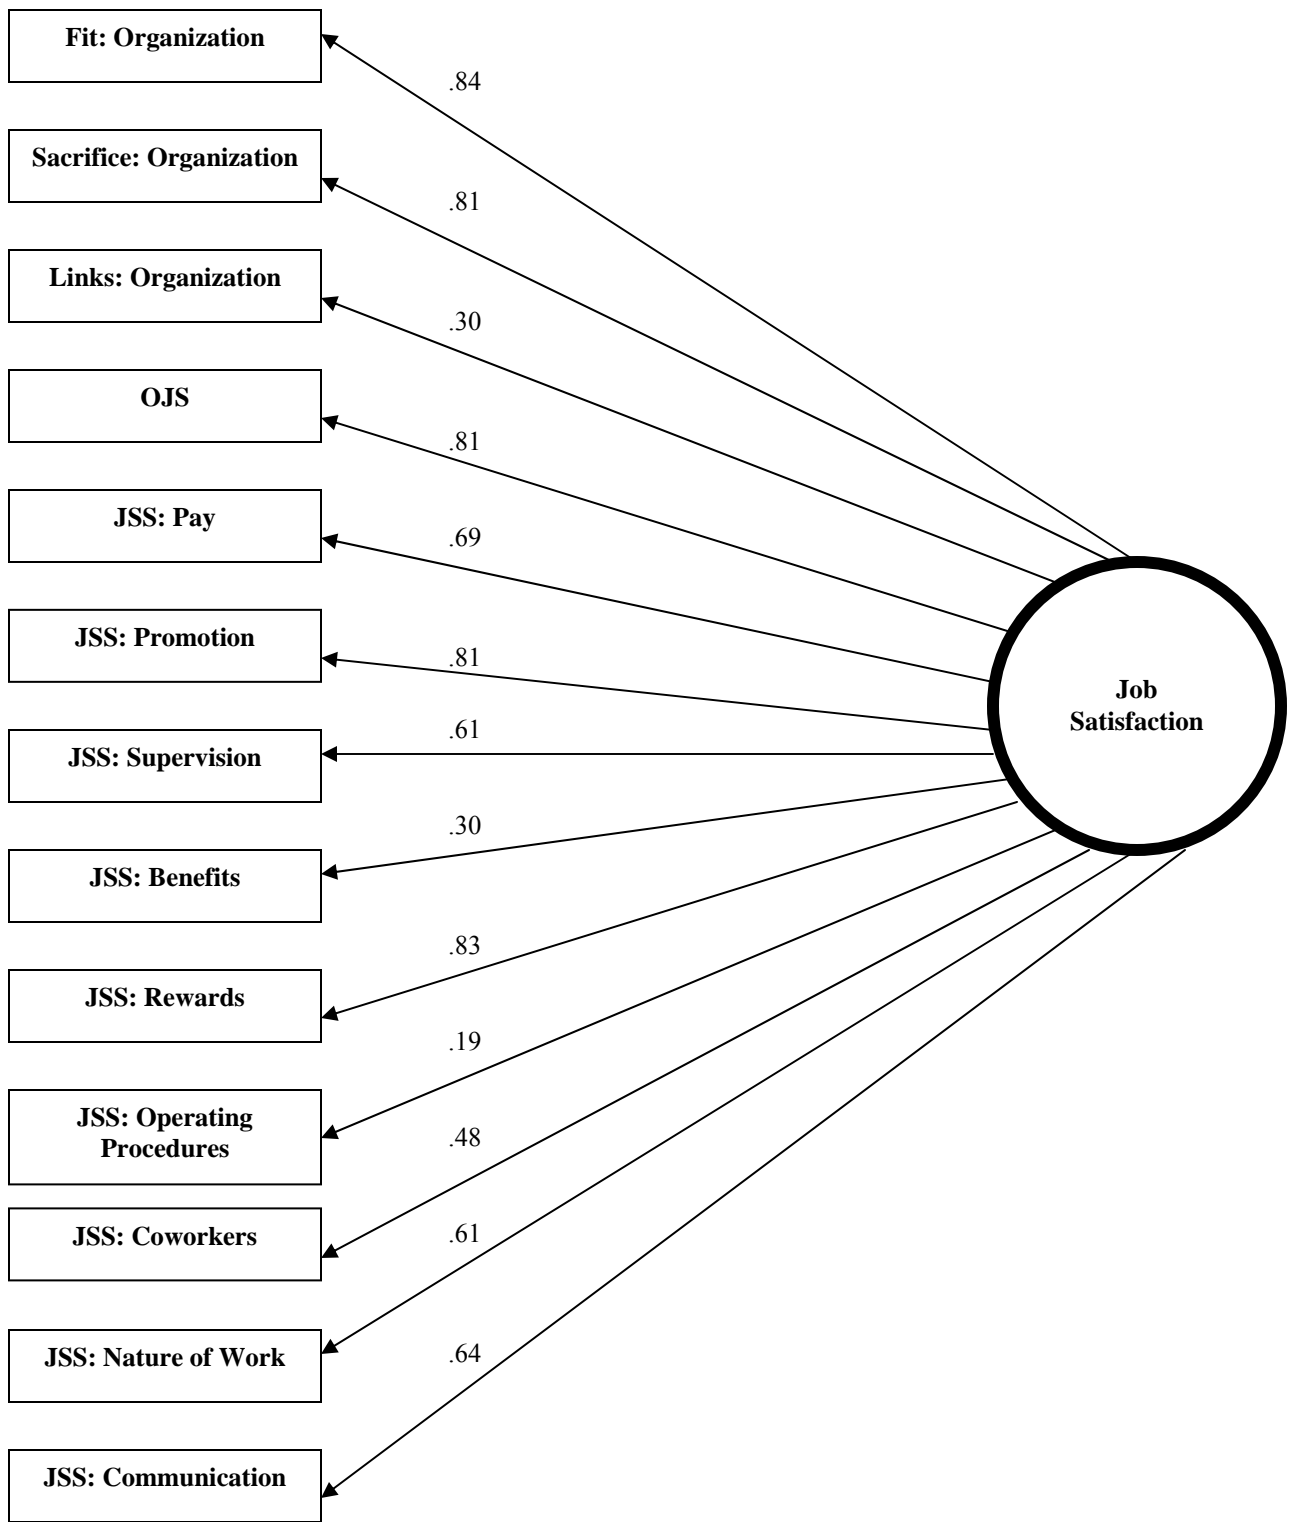 Fit: Organization
.84
Sacrifice: Organization
.81
Links: Organization
.30
OJS
.81
JSS: Pay
.69
JSS: Promotion
.81
Job
Satisfaction
JSS: Supervision
.61
JSS: Benefits
.30
JSS: Rewards
.83
JSS: Operating
Procedures
.19
JSS: Coworkers
.48
JSS: Nature of Work
.61
JSS: Communication
.64